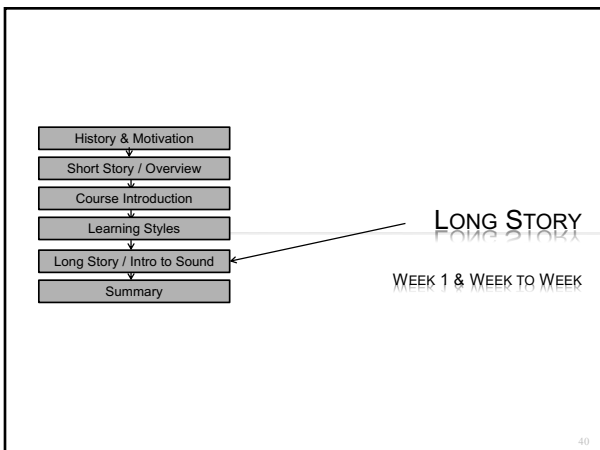 History & Motivation
Short Story / Overview
Course Introduction
Learning Styles
Long Story / Intro to Sound
Summary
LONG STORY
WEEK 1 & WEEK TO WEEK
40